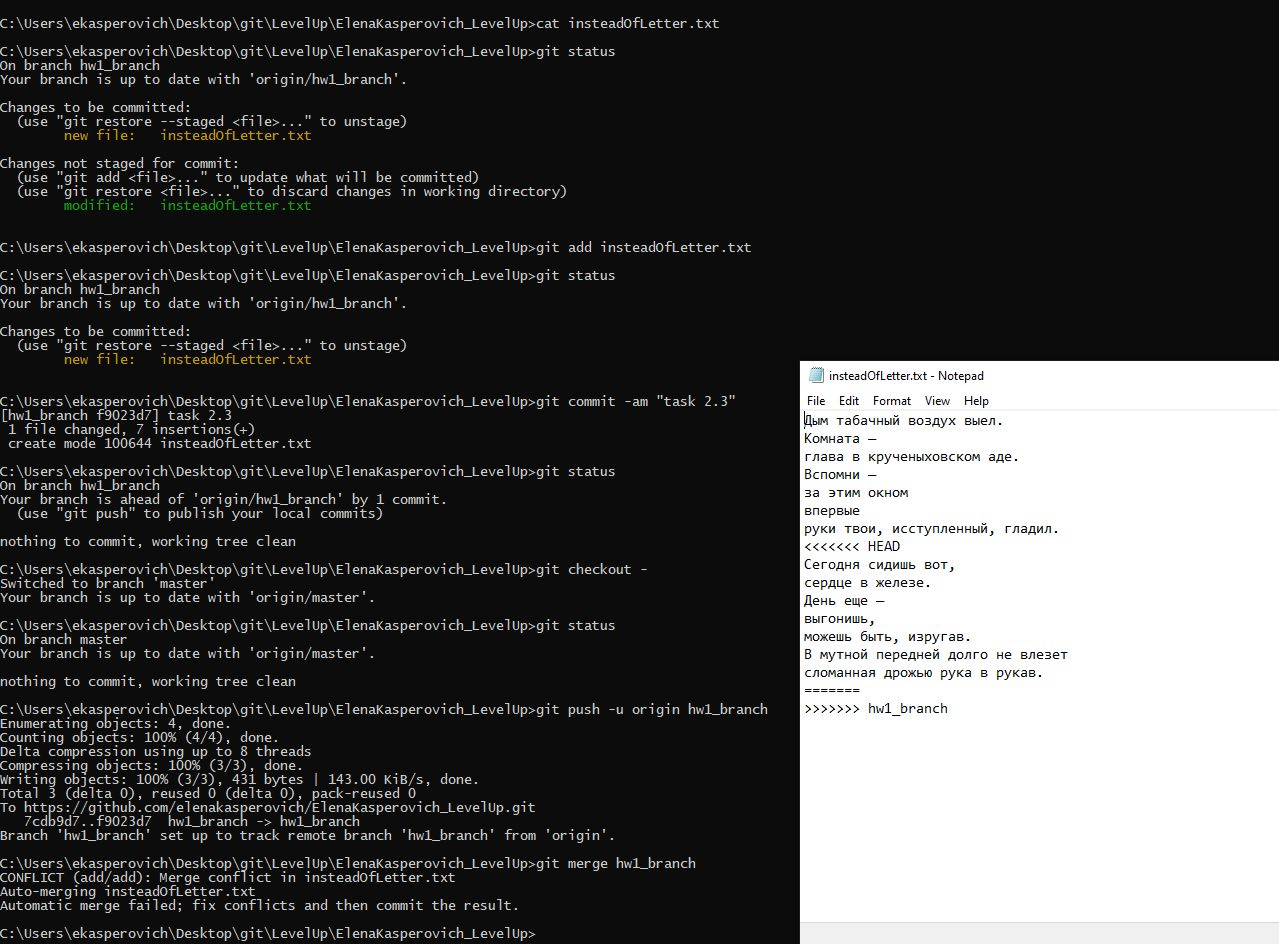 C:\Users\ekasperovich\Desktop\git\LevelUp\ElenaKasperovich_LevelUp>cat insteadOfLetter.txt
C:\Users\ekasperovich\Desktop\git\LevelUp\ElenaKasperovich_LevelUp>git status
On branch hw1_branch
Your branch is up to date with 'origin/hw1_branch'.
Changes to be committed:
(use "git restore --staged <file>..." to unstage)
new file: insteadOfLetter.txt
Changes not staged for commit:
(use "git add <file>..." to update what will be committed)
(use "git restore <file>..." to discard changes in working directory)
modified: insteadOfLetter.txt
C:\Users\ekasperovich\Desktop\git\LevelUp\ElenaKasperovich_LevelUp>git add insteadOfLetter.txt
C:\Users\ekasperovich\Desktop\git\LevelUp\ElenaKasperovich_LevelUp>git status
On branch hw1_branch
Your branch is up to date with 'origin/hw1_branch'.
Changes to be committed:
(use "git restore --staged <file>..." to unstage)
new file: insteadOfLetter.txt
C:\Users\ekasperovich\Desktop\git\LevelUp\ElenaKasperovich_LevelUp>git commit -am "task 2.3"
[hw1_branch f9023d7] task 2.3
1 file changed, 7 insertions(+)
create mode 100644 insteadOfLetter.txt
C:\Users\ekasperovich\Desktop\git\LevelUp\ElenaKasperovich_LevelUp>git status
On branch hw1_branch
Your branch is ahead of 'origin/hw1_branch' by 1 commit.
(use "git push" to publish your local commits)
nothing to commit, working tree clean
C:\Users\ekasperovich\Desktop\git\LevelUp\ElenaKasperovich_LevelUp>git checkout -
Switched to branch 'master'
Your branch is up to date with 'origin/master'.
C:\Users\ekasperovich\Desktop\git\LevelUp\ElenaKasperovich_LevelUp>git status
On branch master
Your branch is up to date with 'origin/master'.
nothing to commit, working tree clean
C:\Users\ekasperovich\Desktop\git\LevelUp\ElenaKasperovich_LevelUp>git push -u origin hw1_branch
Enumerating objects: 4, done.
Counting objects: 100% (4/4), done.
Delta compression using up to 8 threads
Compressing objects: 100% (3/3), done.
Writing objects: 100% (3/3), 431 bytes | 143.00 KiB/s, done.
Total 3 (delta 0), reused 0 (delta 0), pack-reused 0
To https://github.com/elenakasperovich/ElenaKasperovich_LevelUp.git
7cdb9d7..f9023d7 hw1_branch -> hw1_branch
Branch 'hw1_branch' set up to track remote branch 'hw1_branch' from 'origin'.
C:\Users\ekasperovich\Desktop\git\LevelUp\ElenaKasperovich_LevelUp>git merge hw1_branch
CONFLICT (add/add): Merge conflict in insteadOfLetter.txt
Auto-merging insteadOfLetter.txt
Automatic merge failed; fix conflicts and then commit the result.
C:\Users\ekasperovich\Desktop\git\LevelUp\ElenaKasperovich_LevelUp>
insteadOfLetter.txt - Notepad
File Edit Format View Help
Дым табачный воздух выел.
Комната —
глава в крученыховском аде.
Вспомни —
за этим окном
впервые
руки твои, исступленный, гладил.
<<<<<<< HEAD
Сегодня сидишь вот,
сердце в железе.
День еще —
выгонишь,
можешь быть, изругав.
В мутной передней долго не влезет
сломанная дрожью рука в рукав.
=======
>>>>>>> hw1_branch